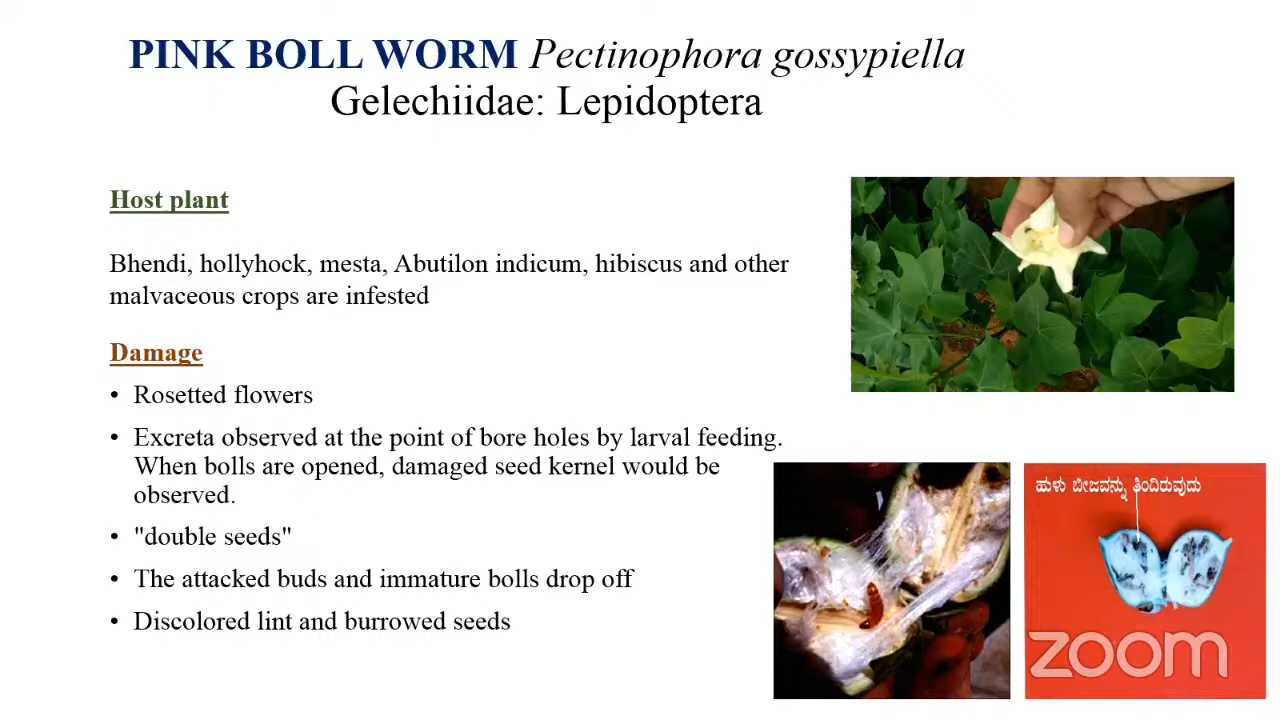 PINK BOLL WORM Pectinophora gossypiella
Gelechiidae: Lepidoptera
Host plant
Bhendi, hollyhock, mesta, Abutilon indicum, hibiscus and other
malvaceous crops are infested
Damage
• Rosetted flowers
• Excreta observed at the point of bore holes by larval feeding.
When bolls are opened, damaged seed kernel would be
observed.
• "double seeds"
• The attacked buds and immature bolls drop off
• Discolored lint and burrowed seeds
ಹುಳು ಬೀಜವನ್ನು ತಿಂದಿರುವುದು
zoom